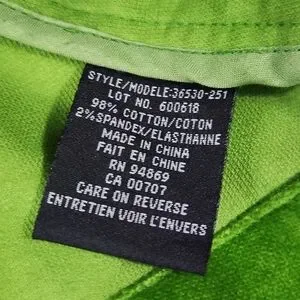 STYLE/MODELE:36530-251
LOT NO. 600618
98% COTTON/COTON
2%SPANDEX/ELASTHANNE
MADE IN CHINA
FAIT EN CHINE
RN 94869
CA 00707
CARE ON REVERSE
ENTRETIEN VOIR L'ENVERS